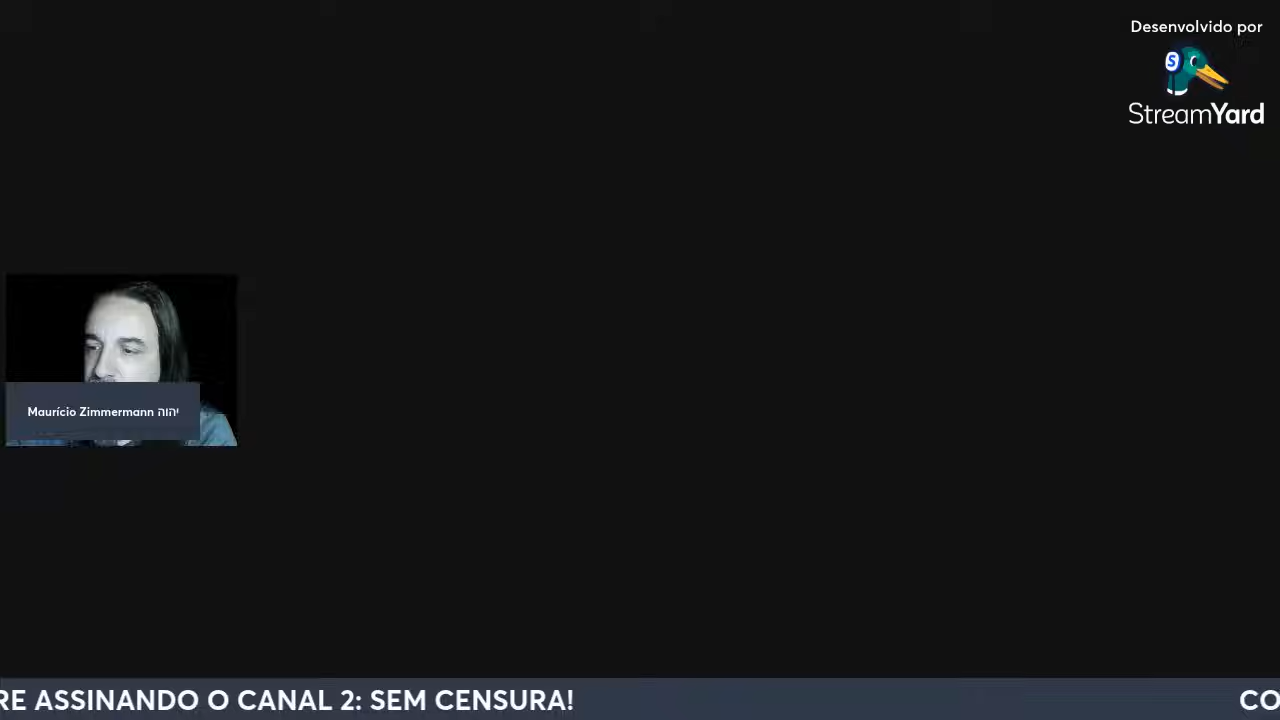 Desenvolvido por
StreamYard
Maurício Zimmermann יהוה
RE ASSINANDO O CANAL 2: SEM CENSURA!
CO